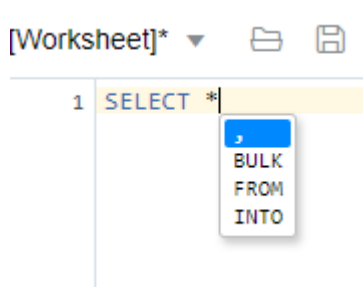 [Worksheet]*
1 SELECT *
,
BULK
FROM
INTO